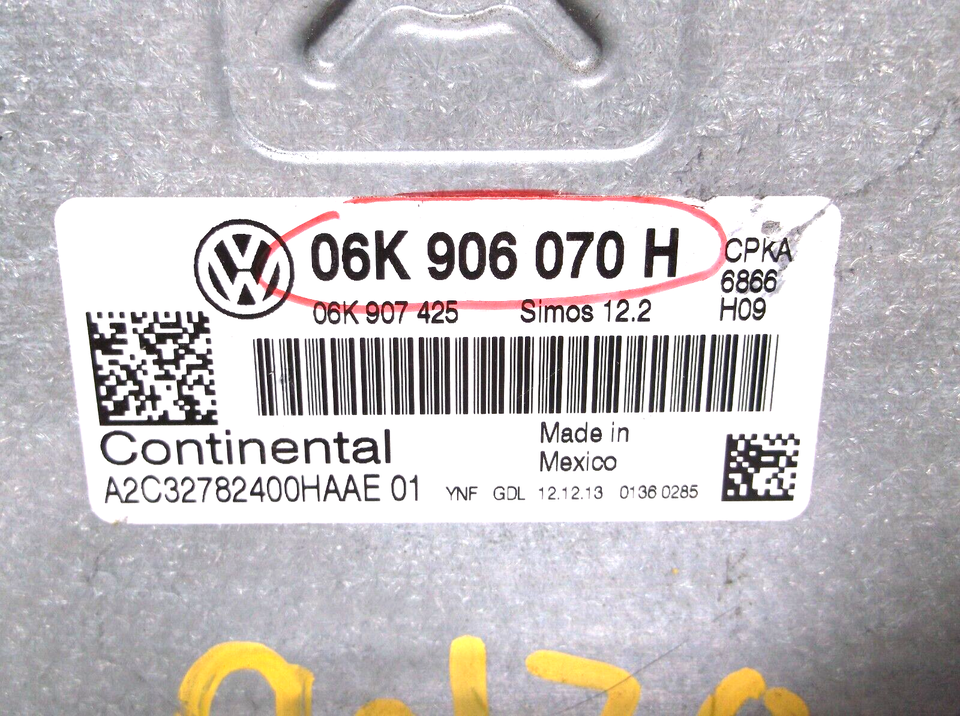 06K 906 070 H
CPKA
6866
H09
06K 907 425 Simos 12.2
Continental
Made in
Mexico
A2C32782400HAAE 01
YNF GDL 12.12.13 0136 0285